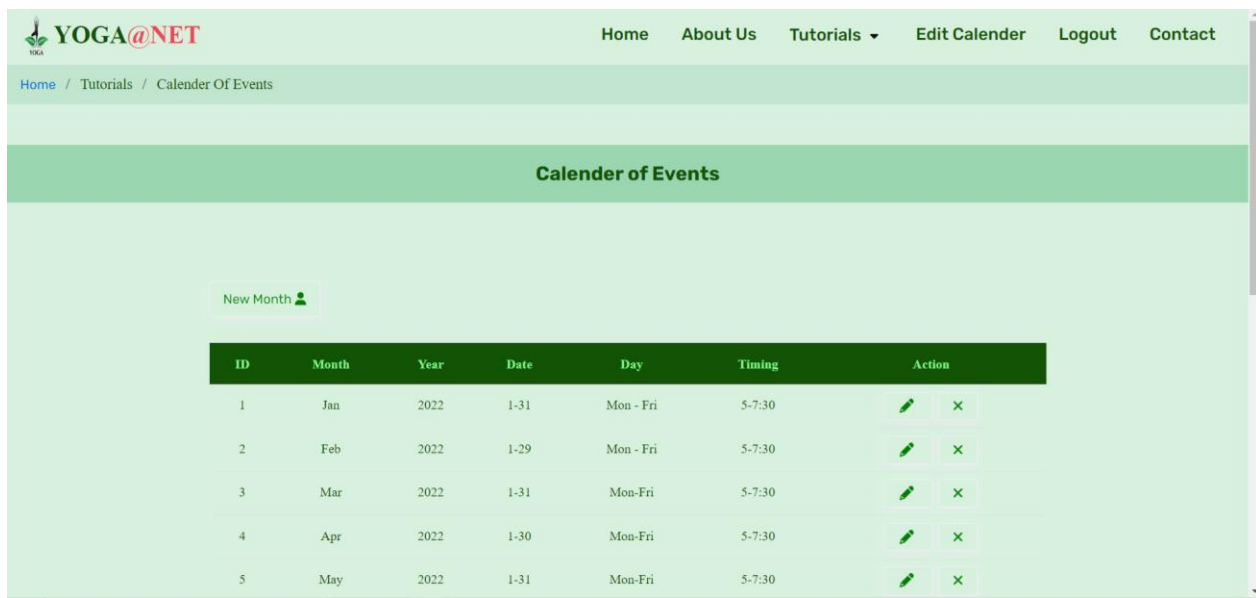 YOGA YOGA@NET Home About Us Tutorials Edit Calender Logout Contact
Home / Tutorials / Calender Of Events
Calender of Events
New Month
ID Month Year Date Day Timing Action
1 Jan 2022 1-31 Mon - Fri 5-7:30
2 Feb 2022 1-29 Mon - Fri 5-7:30
3 Mar 2022 1-31 Mon-Fri 5-7:30
4 Apr 2022 1-30 Mon-Fri 5-7:30
5 May 2022 1-31 Mon-Fri 5-7:30